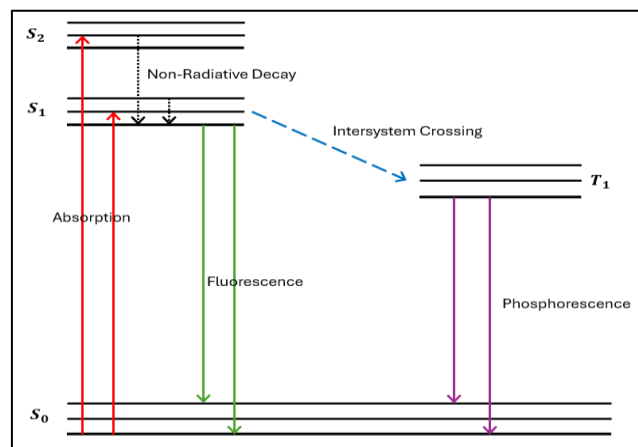 S₂
Non-Radiative Decay
S₁
Intersystem Crossing
T₁
Absorption
Fluorescence
Phosphorescence
S₀